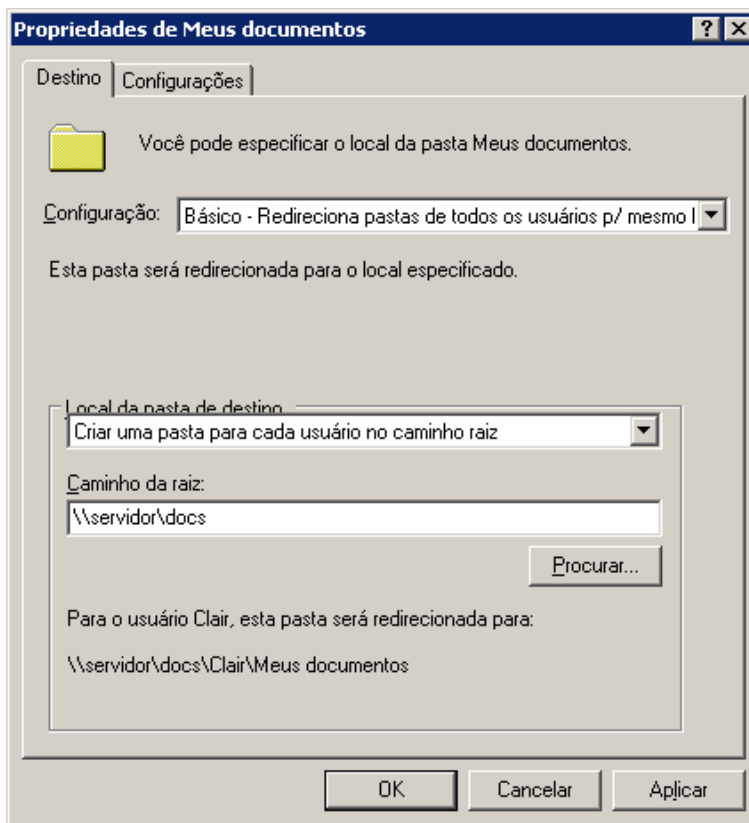 Propriedades de Meus documentos
Destino
Configurações
Você pode especificar o local da pasta Meus documentos.
Configuração:
Básico - Redireciona pastas de todos os usuários p/ mesmo l
Esta pasta será redirecionada para o local especificado.
Local da pasta de destino
Criar uma pasta para cada usuário no caminho raiz
Caminho da raiz:
\\servidor\docs
Procurar...
Para o usuário Clair, esta pasta será redirecionada para:
\\servidor\docs\Clair\Meus documentos
OK
Cancelar
Aplicar